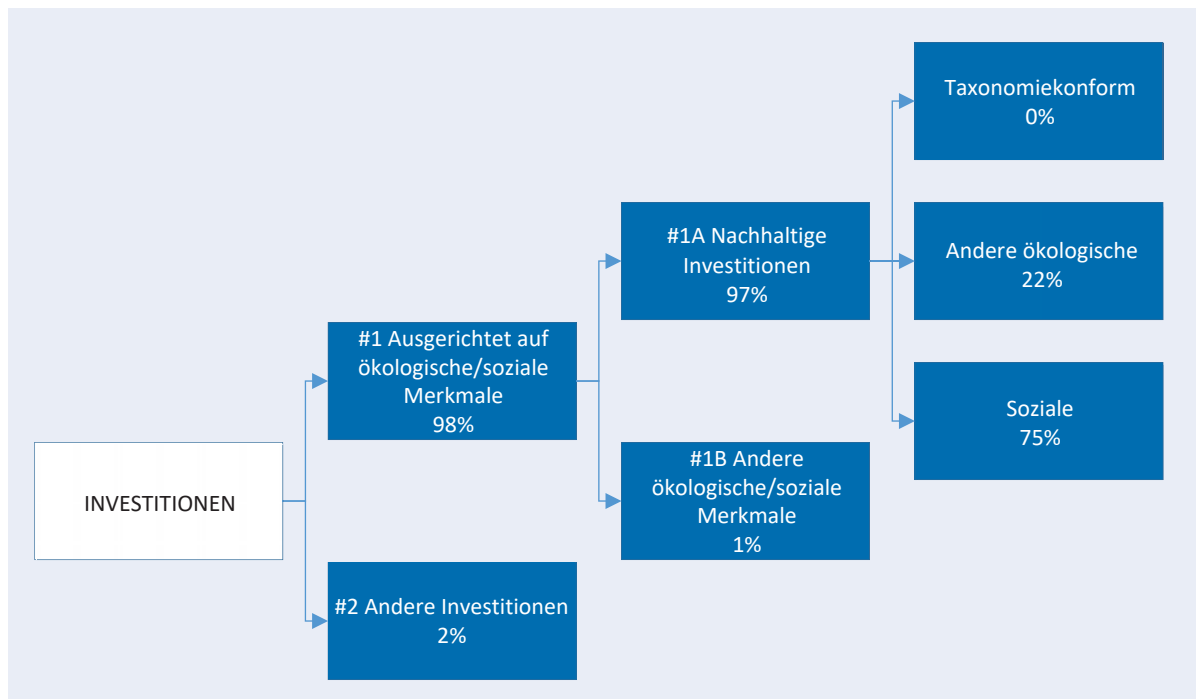 Taxonomiekonform
0%
#1A Nachhaltige
Investitionen
97%
Andere ökologische
22%
#1 Ausgerichtet auf
ökologische/soziale
Merkmale
98%
Soziale
75%
INVESTITIONEN
#1B Andere
ökologische/soziale
Merkmale
1%
#2 Andere Investitionen
2%